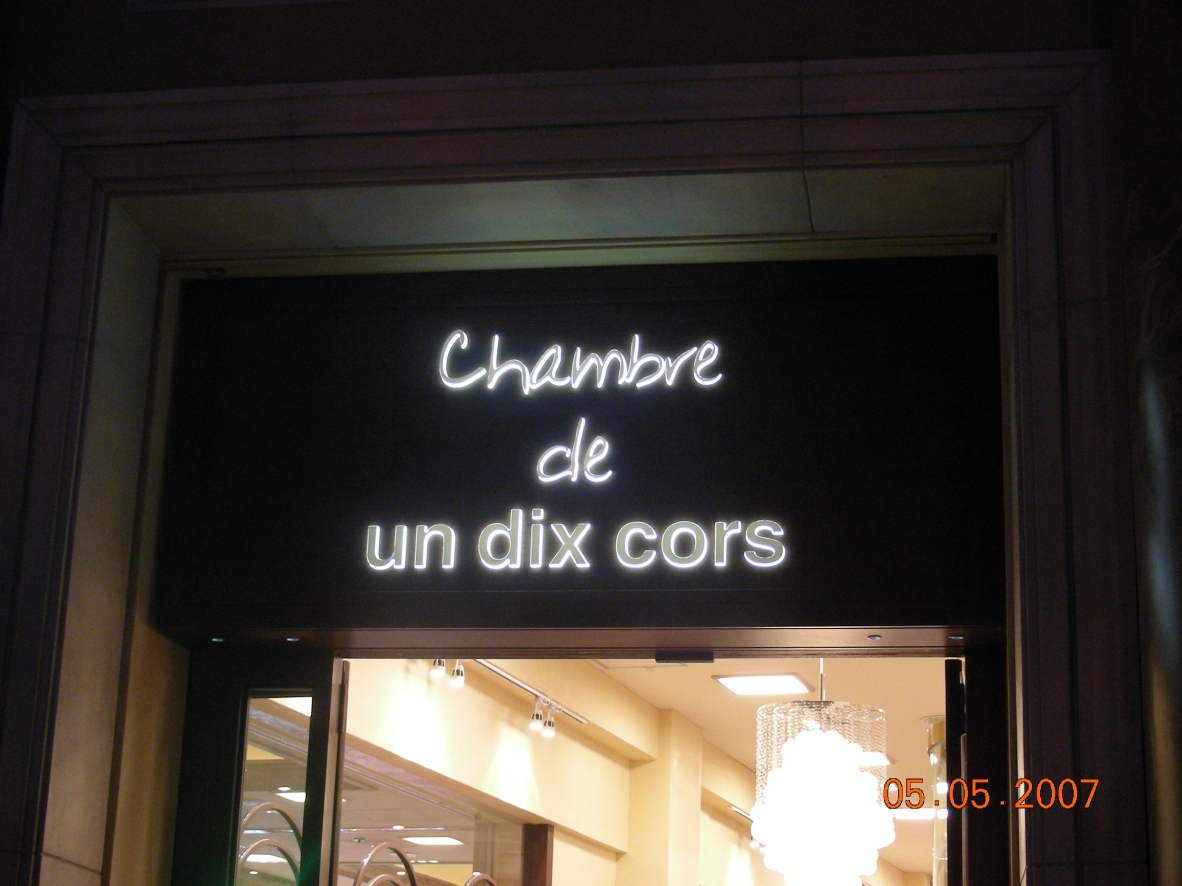 Chambre
de
un dix cors
05.05.2007